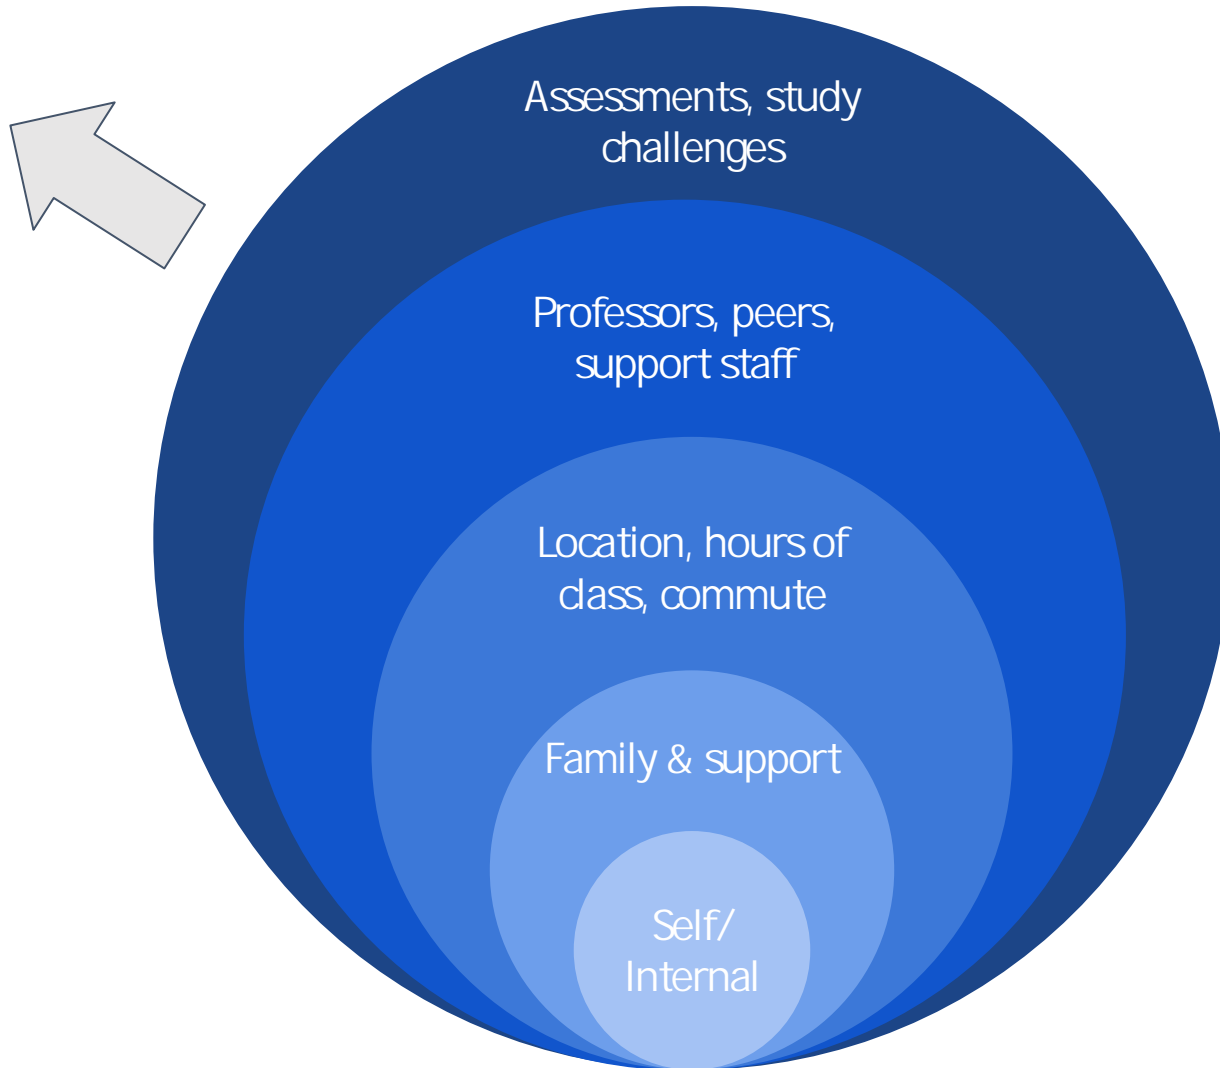 Assessments, study
challenges
Professors, peers,
support staff
Location, hours of
class, commute
Family & support
Self/
Internal